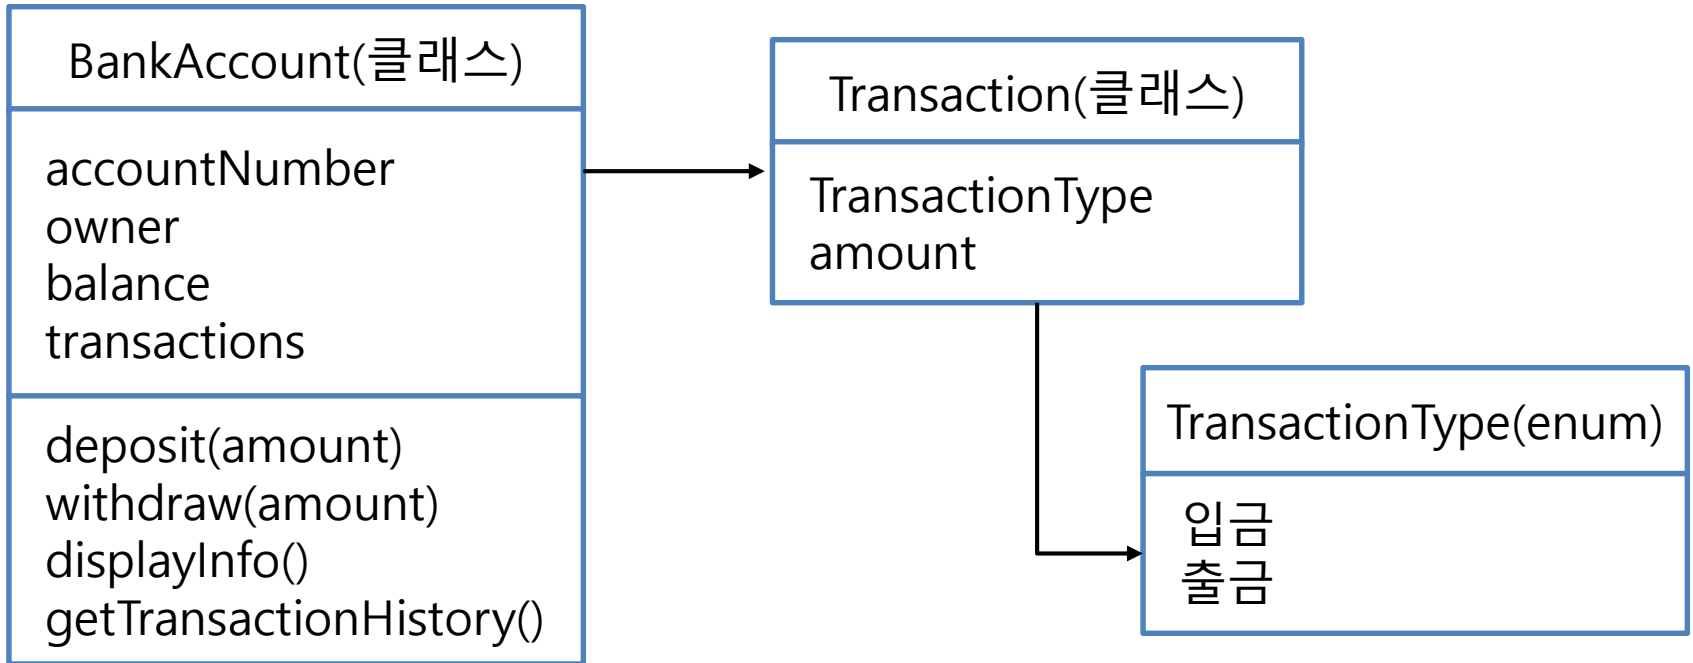 BankAccount(클래스)
accountNumber
owner
balance
transactions
deposit(amount)
withdraw(amount)
displayInfo()
getTransactionHistory()
Transaction(클래스)
TransactionType
amount
TransactionType(enum)
입금
출금